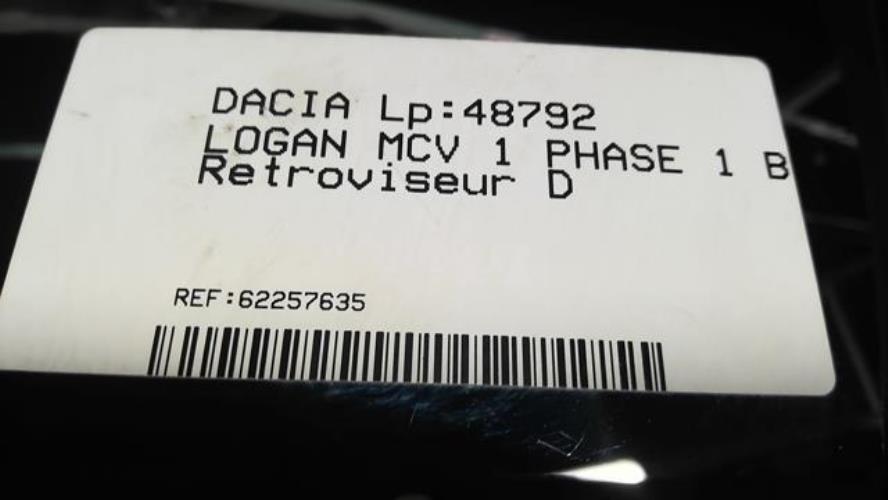 DACIA Lp:48792
LOGAN MCV 1 PHASE 1 B
Retroviseur D
REF:62257635